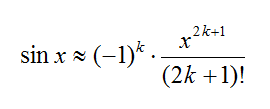 sin x ≈ (−1)^k · x^{2k+1} / (2k + 1)!